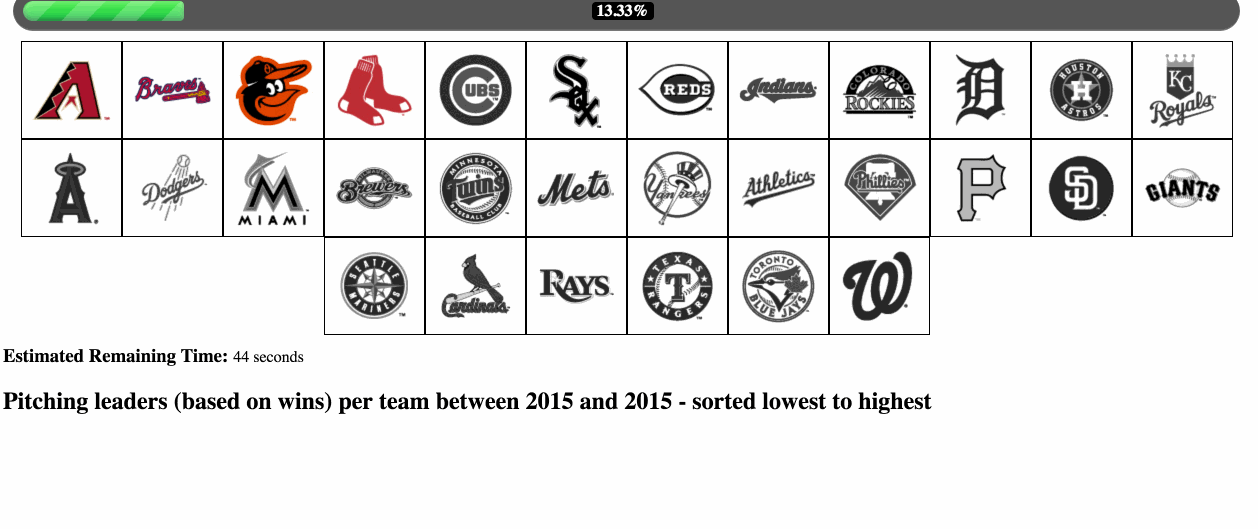 13.33%
A Braves CUBS Sox REDS Indians COLORADO ROCKIES D HOUSTON H ASTROS KC Royals
A Dodgers M MIAMI Brewers MINNESOTA Twins BASEBALL CLUB Mets Yankees Athletics Phillies P SD GIANTS
SEATTLE MARINERS Cardinals RAYS TEXAS T RANGERS TORONTO BLUE JAYS W
Estimated Remaining Time: 44 seconds
Pitching leaders (based on wins) per team between 2015 and 2015 - sorted lowest to highest